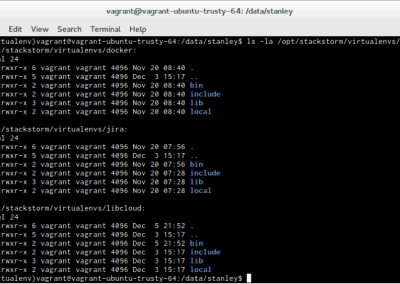 vagrant@vagrant-ubuntu-trusty-64: /data/stanley
Edit View Search Terminal Help
rtualenv)vagrant@vagrant-ubuntu-trusty-64:/data/stanley$ ls -la /opt/stackstorm/virtualenvs/
t/stackstorm/virtualenvs/docker:
al 24
rwxr-x 6 vagrant vagrant 4096 Nov 20 08:40 .
rwxr-x 5 vagrant vagrant 4096 Dec  3 15:17 ..
rwxr-x 2 vagrant vagrant 4096 Nov 20 08:40 bin
rwxr-x 2 vagrant vagrant 4096 Nov 20 08:40 include
rwxr-x 3 vagrant vagrant 4096 Nov 20 08:40 lib
rwxr-x 2 vagrant vagrant 4096 Nov 20 08:40 local
t/stackstorm/virtualenvs/jira:
al 24
rwxr-x 6 vagrant vagrant 4096 Nov 20 07:56 .
rwxr-x 5 vagrant vagrant 4096 Dec  3 15:17 ..
rwxr-x 2 vagrant vagrant 4096 Nov 20 07:56 bin
rwxr-x 2 vagrant vagrant 4096 Nov 20 07:28 include
rwxr-x 3 vagrant vagrant 4096 Nov 20 07:28 lib
rwxr-x 2 vagrant vagrant 4096 Nov 20 07:28 local
t/stackstorm/virtualenvs/libcloud:
al 24
rwxr-x 6 vagrant vagrant 4096 Dec  5 21:52 .
rwxr-x 5 vagrant vagrant 4096 Dec  3 15:17 ..
rwxr-x 2 vagrant vagrant 4096 Dec  5 21:52 bin
rwxr-x 2 vagrant vagrant 4096 Dec  3 15:17 include
rwxr-x 3 vagrant vagrant 4096 Dec  3 15:17 lib
rwxr-x 2 vagrant vagrant 4096 Dec  3 15:17 local
rtualenv)vagrant@vagrant-ubuntu-trusty-64:/data/stanley$